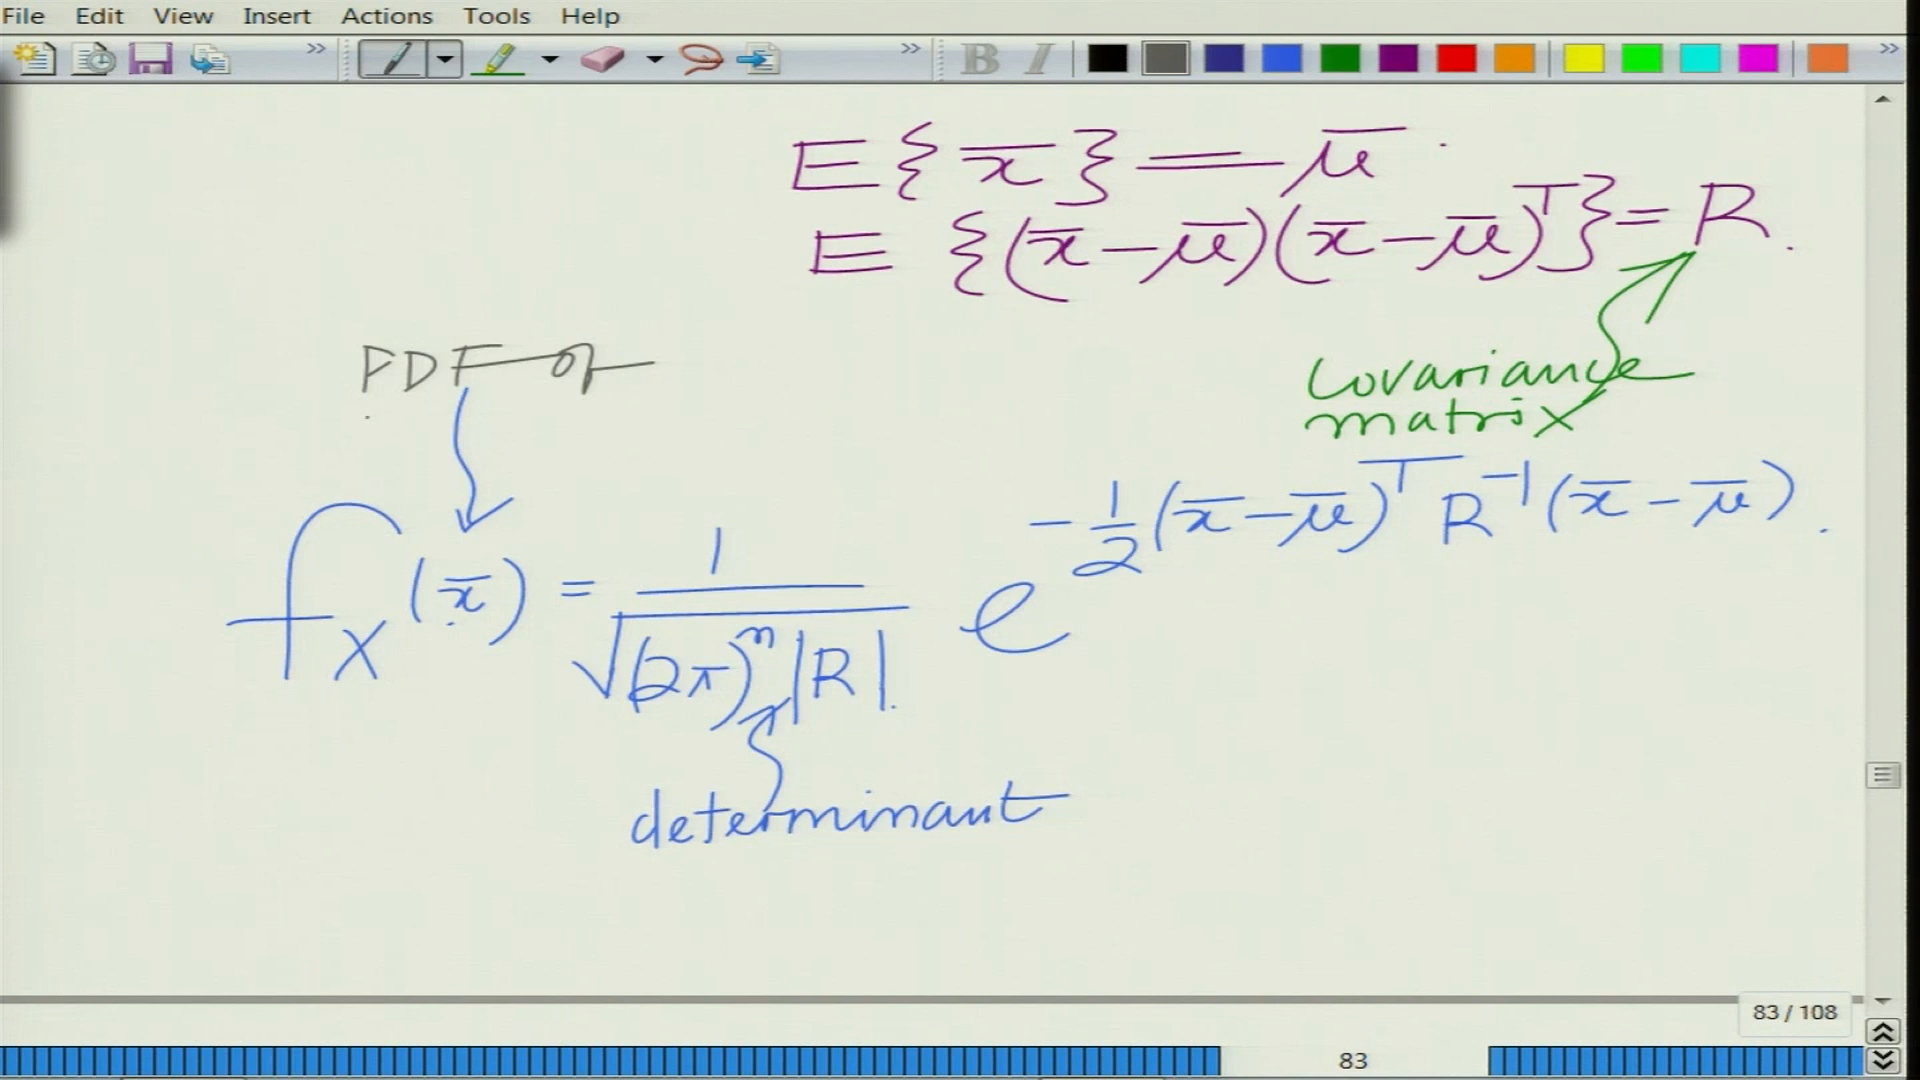 File Edit View Insert Actions Tools Help
B I
E{x̄} = μ̄
E {(x̄-μ̄)(x̄-μ̄)ᵀ} = R.
PDF of
Covariance
matrix
f_X(x̄) = 1/√((2π)ⁿ|R|) e^(-1/2 (x̄-μ̄)ᵀ R⁻¹ (x̄-μ̄)).
determinant
83 / 108
83